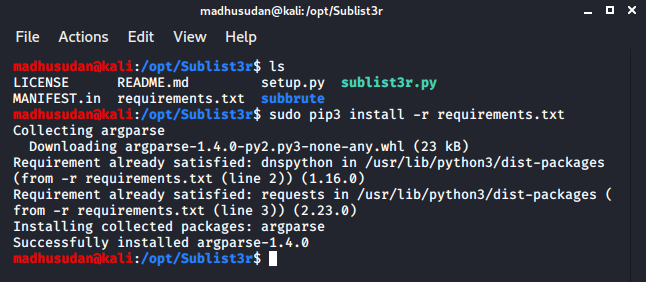 madhusudan@kali:/opt/Sublist3r
File Actions Edit View Help
madhusudan@kali:/opt/Sublist3r$ ls
LICENSE README.md setup.py sublist3r.py
MANIFEST.in requirements.txt subbrute
madhusudan@kali:/opt/Sublist3r$ sudo pip3 install -r requirements.txt
Collecting argparse
Downloading argparse-1.4.0-py2.py3-none-any.whl (23 kB)
Requirement already satisfied: dnspython in /usr/lib/python3/dist-packages
(from -r requirements.txt (line 2)) (1.16.0)
Requirement already satisfied: requests in /usr/lib/python3/dist-packages (
from -r requirements.txt (line 3)) (2.23.0)
Installing collected packages: argparse
Successfully installed argparse-1.4.0
madhusudan@kali:/opt/Sublist3r$